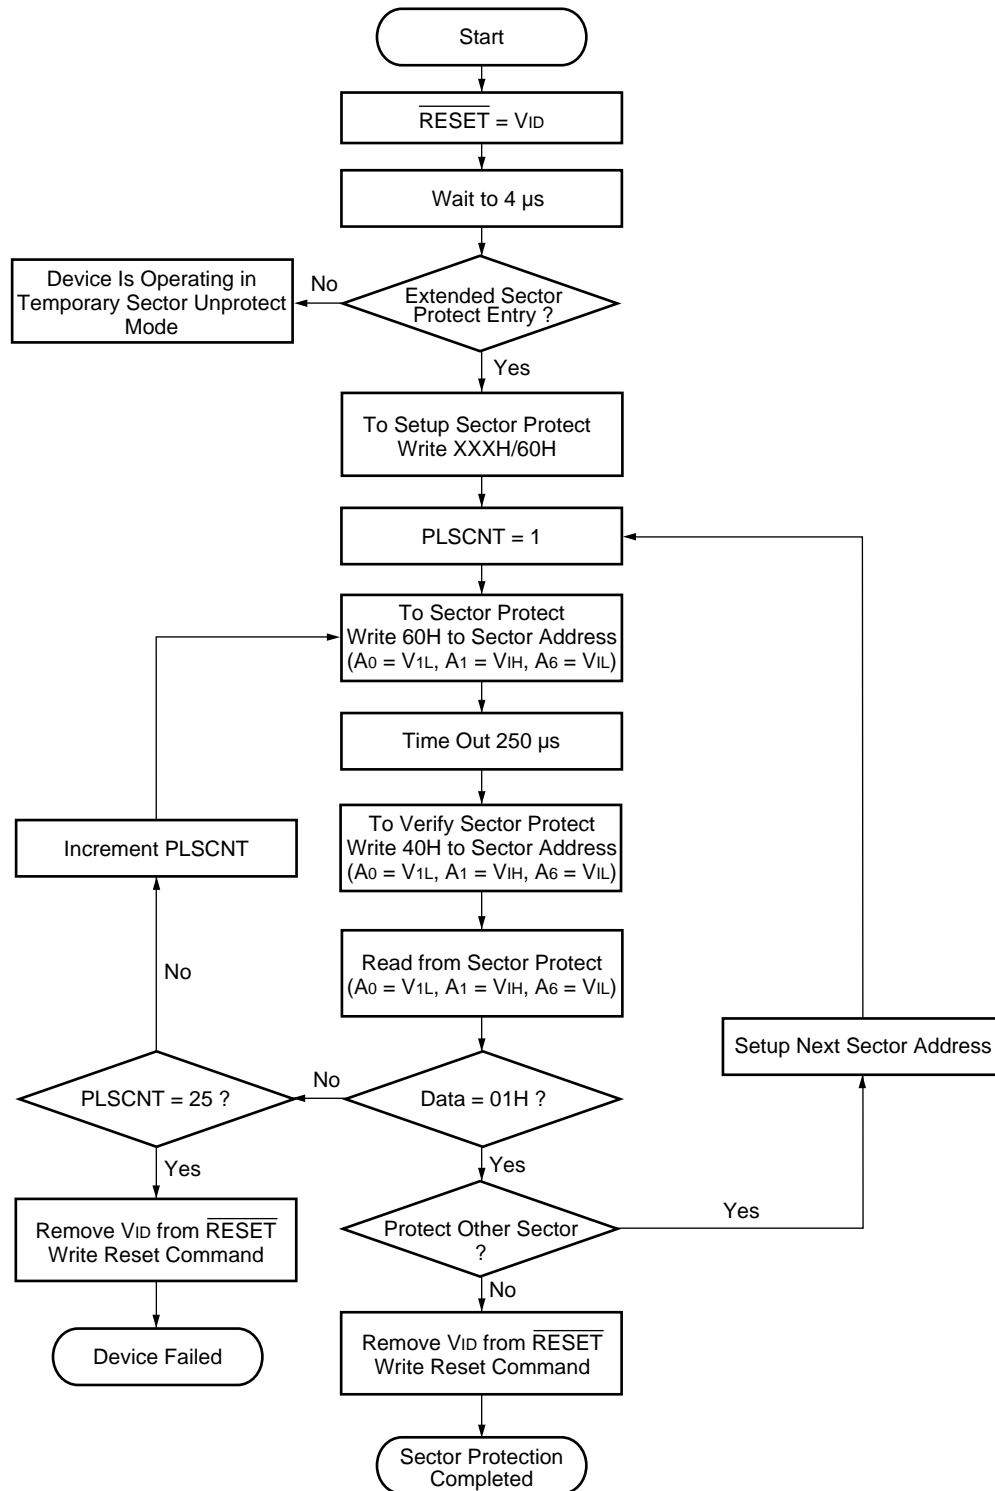 Start
RESET = VID
Wait to 4 µs
Device Is Operating in
Temporary Sector Unprotect
Mode
No
Extended Sector
Protect Entry ?
Yes
To Setup Sector Protect
Write XXXH/60H
PLSCNT = 1
To Sector Protect
Write 60H to Sector Address
(A0 = V1L, A1 = VIH, A6 = VIL)
Time Out 250 µs
To Verify Sector Protect
Write 40H to Sector Address
(A0 = V1L, A1 = VIH, A6 = VIL)
Increment PLSCNT
Read from Sector Protect
(A0 = V1L, A1 = VIH, A6 = VIL)
No
Setup Next Sector Address
PLSCNT = 25 ?
No
Data = 01H ?
Yes
Yes
Remove VID from RESET
Write Reset Command
Protect Other Sector
?
Yes
No
Device Failed
Remove VID from RESET
Write Reset Command
Sector Protection
Completed